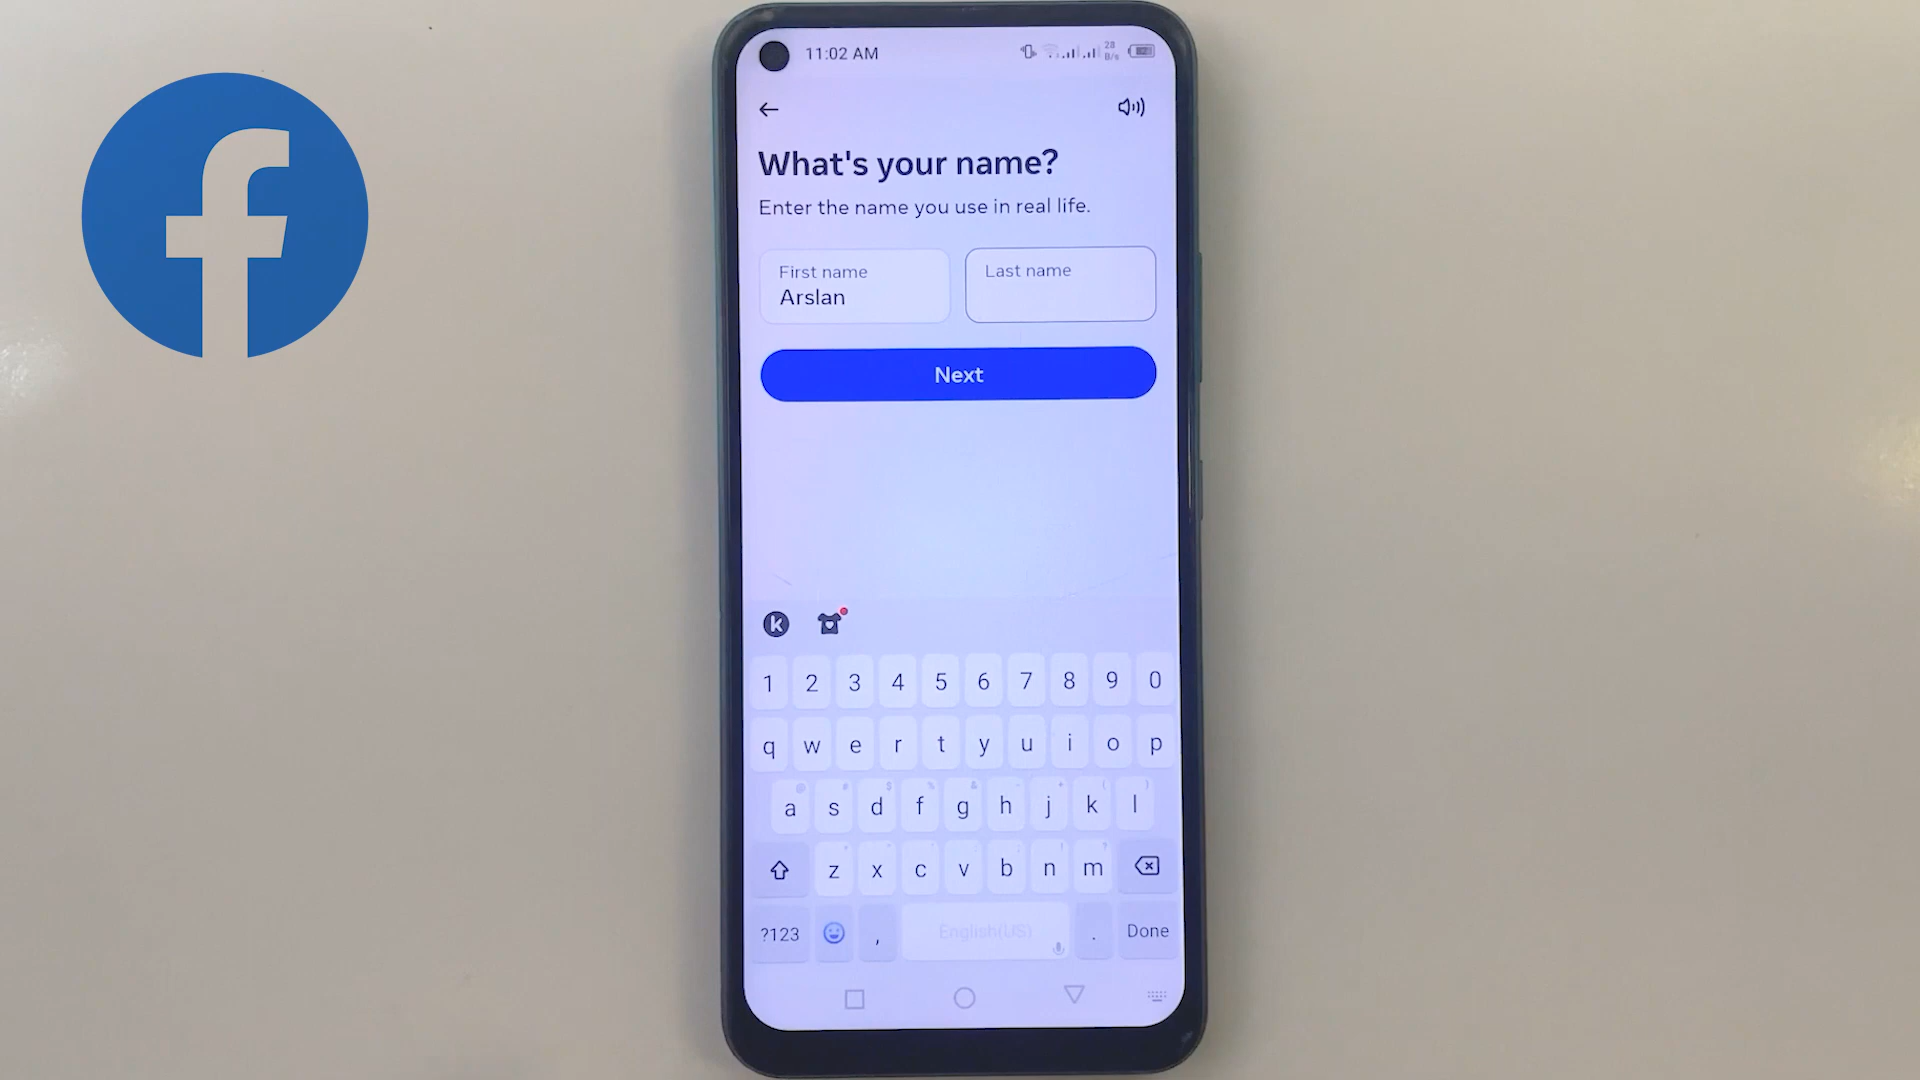 11:02 AM
28 B/s
What's your name?
Enter the name you use in real life.
First name
Last name
Arslan
Next
1 2 3 4 5 6 7 8 9 0
q w e r t y u i o p
a s d f g h j k l
z x c v b n m
?123 , English(US) . Done